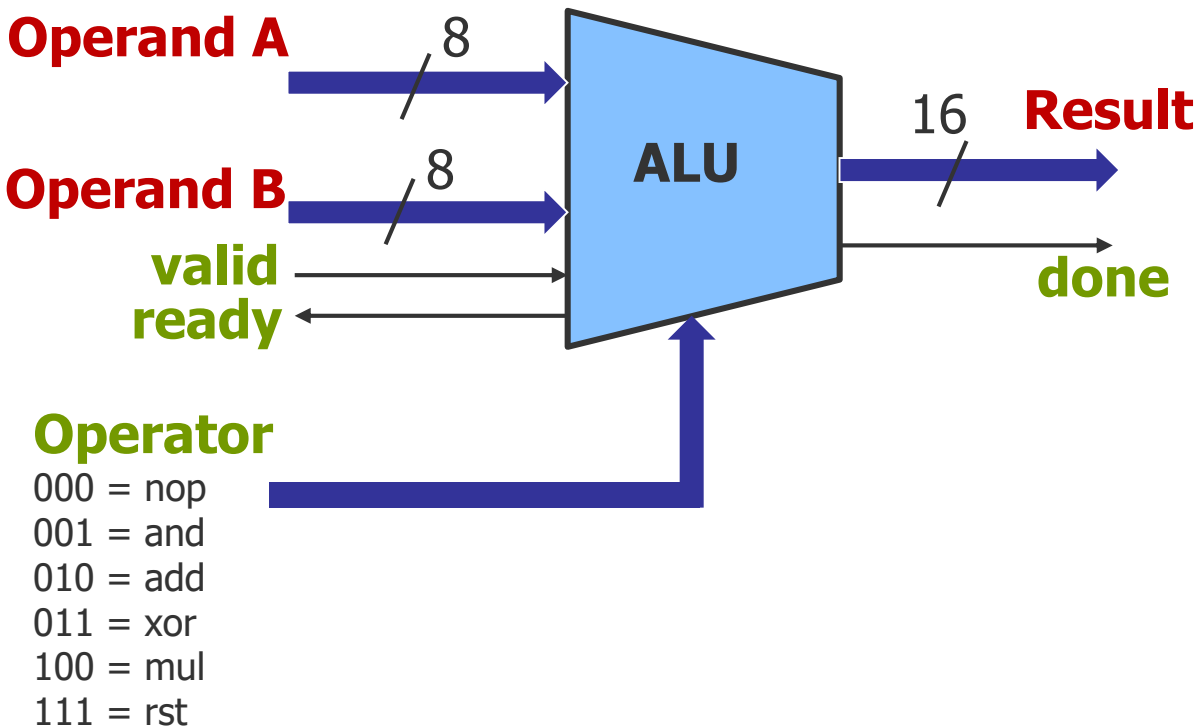 Operand A
8
16
Result
ALU
Operand B
8
valid
ready
done
Operator
000 = nop
001 = and
010 = add
011 = xor
100 = mul
111 = rst